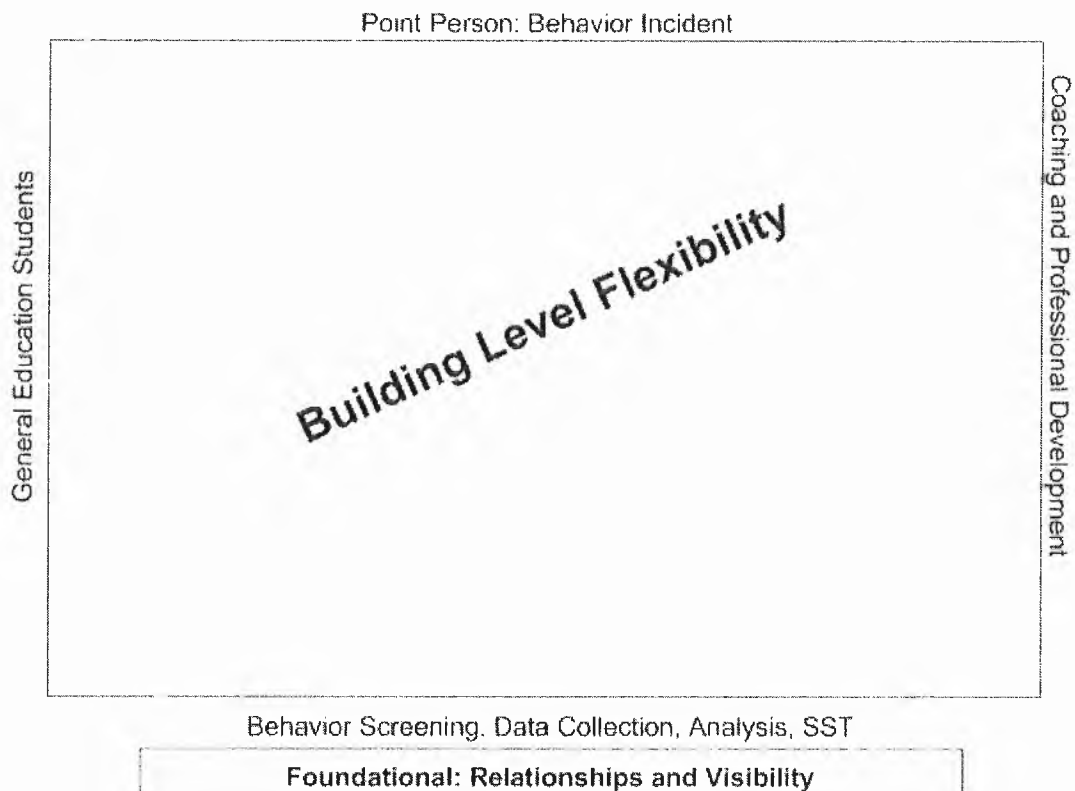 Point Person: Behavior Incident
General Education Students
Building Level Flexibility
Coaching and Professional Development
Behavior Screening. Data Collection, Analysis, SST
Foundational: Relationships and Visibility